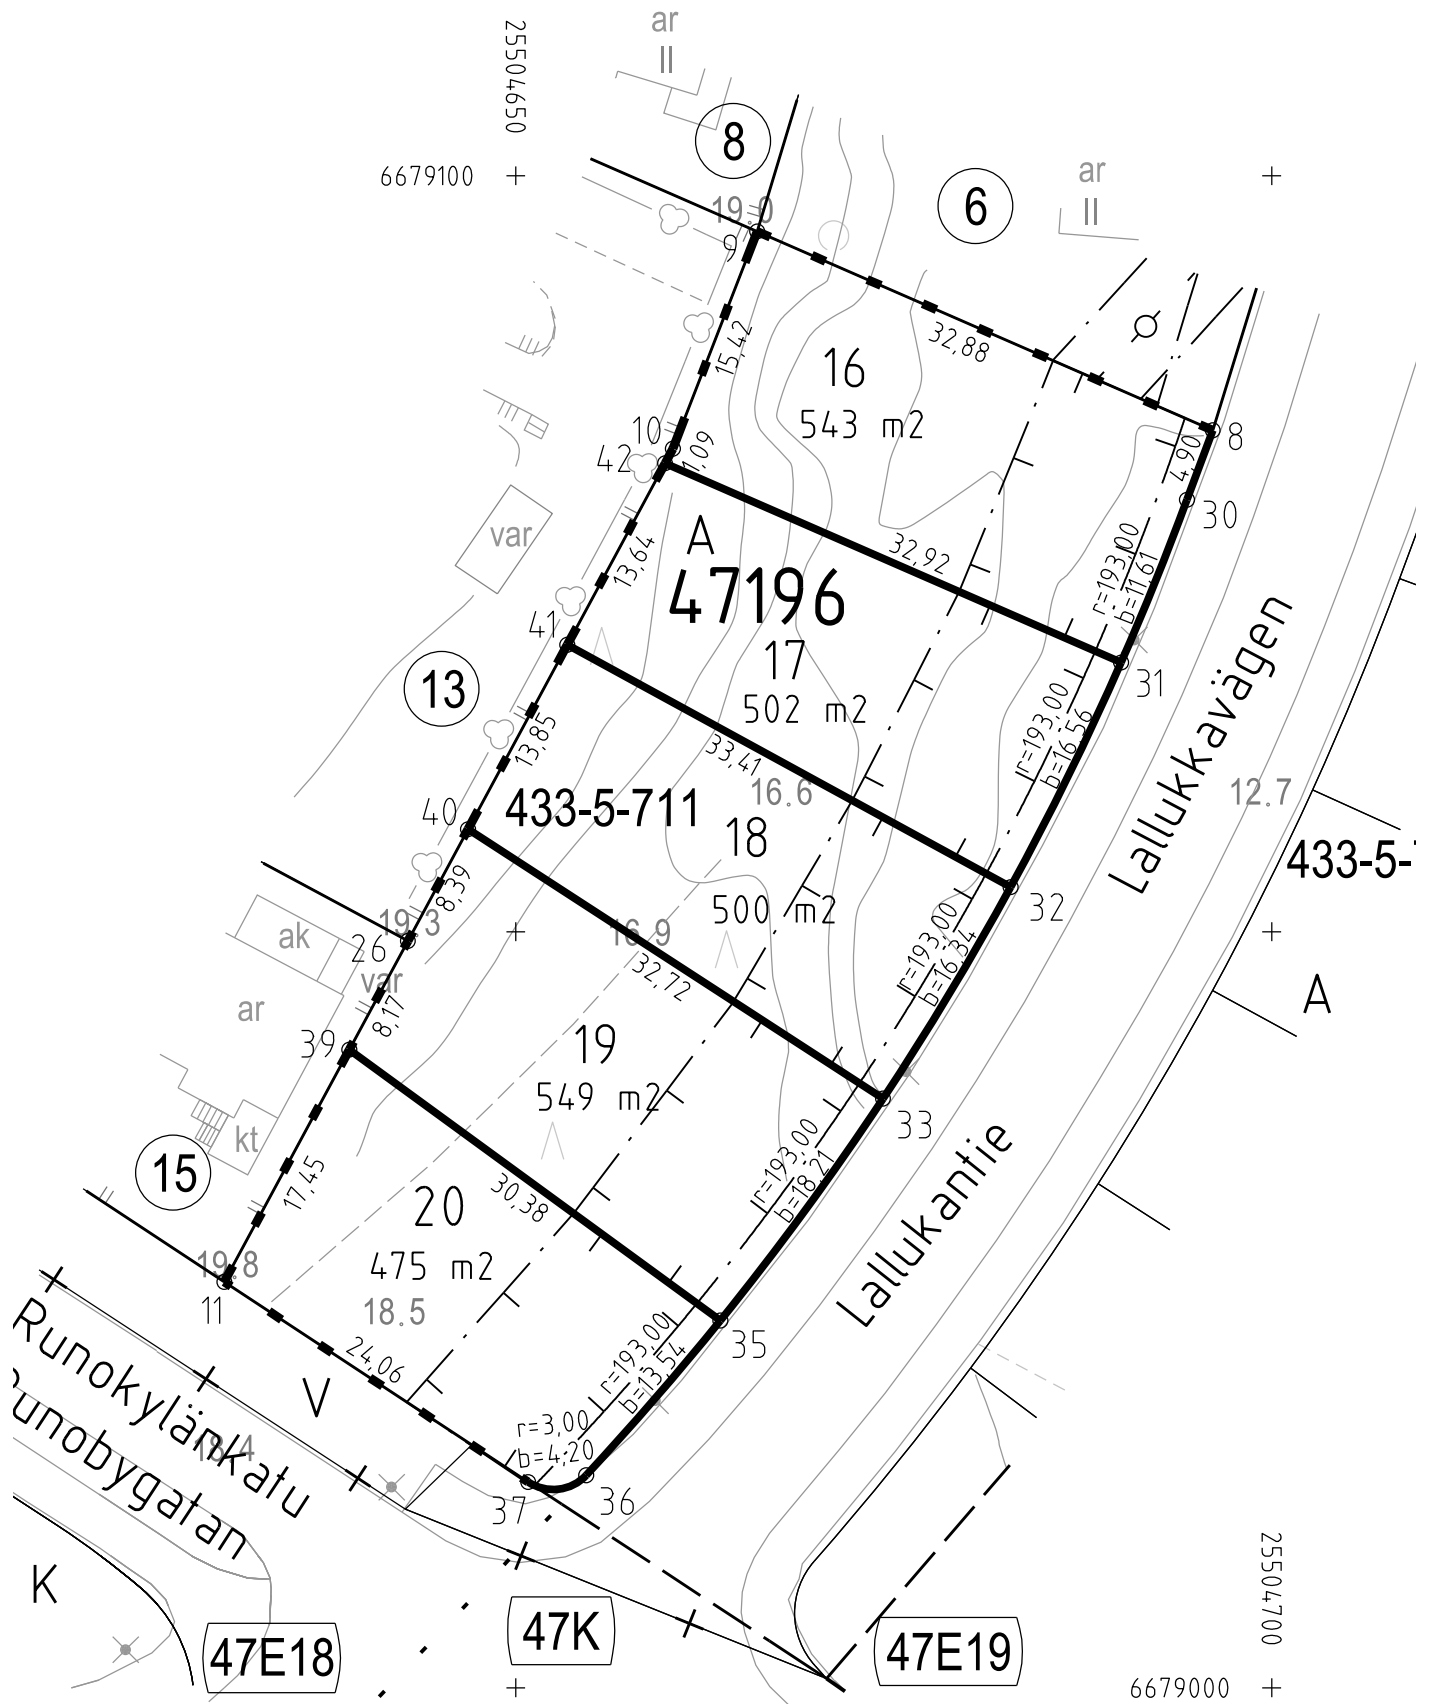 ar
II
25504650
8
6679100
6
ar
II
19.0
9
32,88
15,42
16
543 m2
10
42
1,09
8
4,90
30
var
A
32,92
13,64
47196
r=193,00
b=11,61
41
17
502 m2
31
13
13,85
33,41
r=193,00
b=16,56
Lallukkavägen
16.6
12.7
40
433-5-711
18
433-5-
8,39
500 m2
32
19.3
26
ak
16.9
32,72
r=193,00
b=16,34
A
var
ar
8,17
39
19
549 m2
33
kt
15
17,45
30,38
r=193,00
b=18,21
Lallukantie
20
475 m2
19.8
11
18.5
24,06
35
r=193,00
b=13,54
Runokylänkatu
V
r=3,00
b=4,20
Runobygatan
37
36
K
47E18
47K
47E19
25504700
6679000